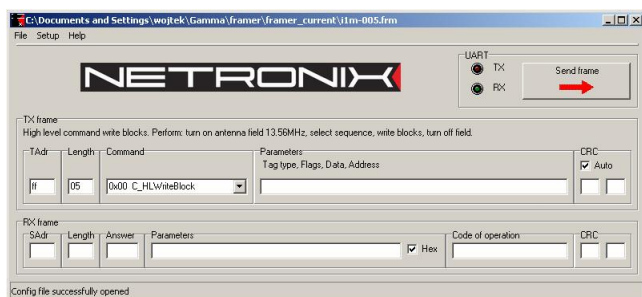 C:\Documents and Settings\wojtek\Gamma\framer\framer_current\i1m-005.frm
File Setup Help
NETRONIX
UART
TX
RX
Send frame
TX frame
High level command write blocks. Perform: turn on antenna field 13.56MHz, select sequence, write blocks, turn off field.
TAdr Length Command Parameters CRC
Tag type, Flags, Data, Address Auto
ff 05 0x00 C_HLWriteBlock
RX frame
SAdr Length Answer Parameters Code of operation CRC
Hex
Config file successfully opened